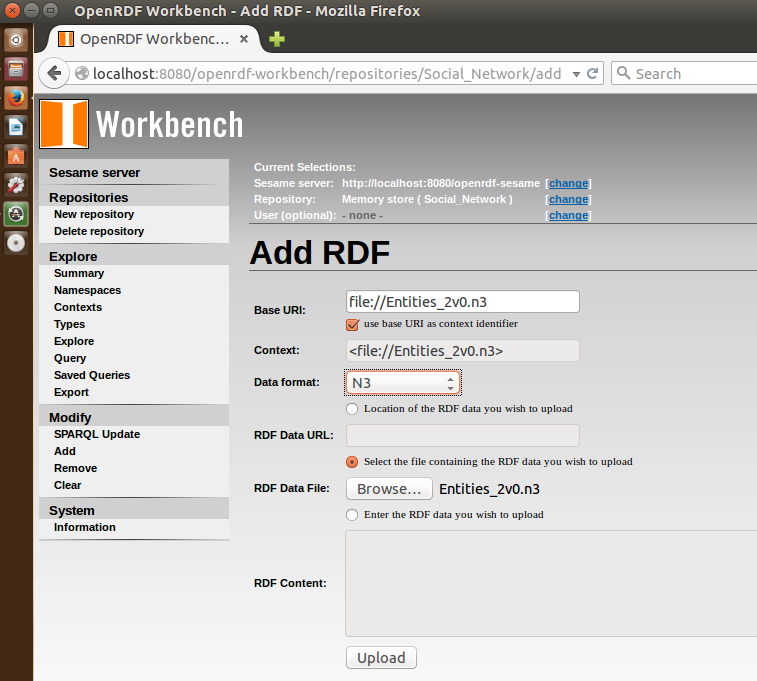 OpenRDF Workbench - Add RDF - Mozilla Firefox
OpenRDF Workbenc...
localhost:8080/openrdf-workbench/repositories/Social_Network/add
Search
Workbench
Sesame server
Repositories
New repository
Delete repository
Explore
Summary
Namespaces
Contexts
Types
Explore
Query
Saved Queries
Export
Modify
SPARQL Update
Add
Remove
Clear
System
Information
Current Selections:
Sesame server: http://localhost:8080/openrdf-sesame [change]
Repository: Memory store ( Social_Network ) [change]
User (optional): - none - [change]
Add RDF
Base URI: file://Entities_2v0.n3
use base URI as context identifier
Context: <file://Entities_2v0.n3>
Data format: N3
Location of the RDF data you wish to upload
RDF Data URL:
Select the file containing the RDF data you wish to upload
RDF Data File: Browse... Entities_2v0.n3
Enter the RDF data you wish to upload
RDF Content:
Upload